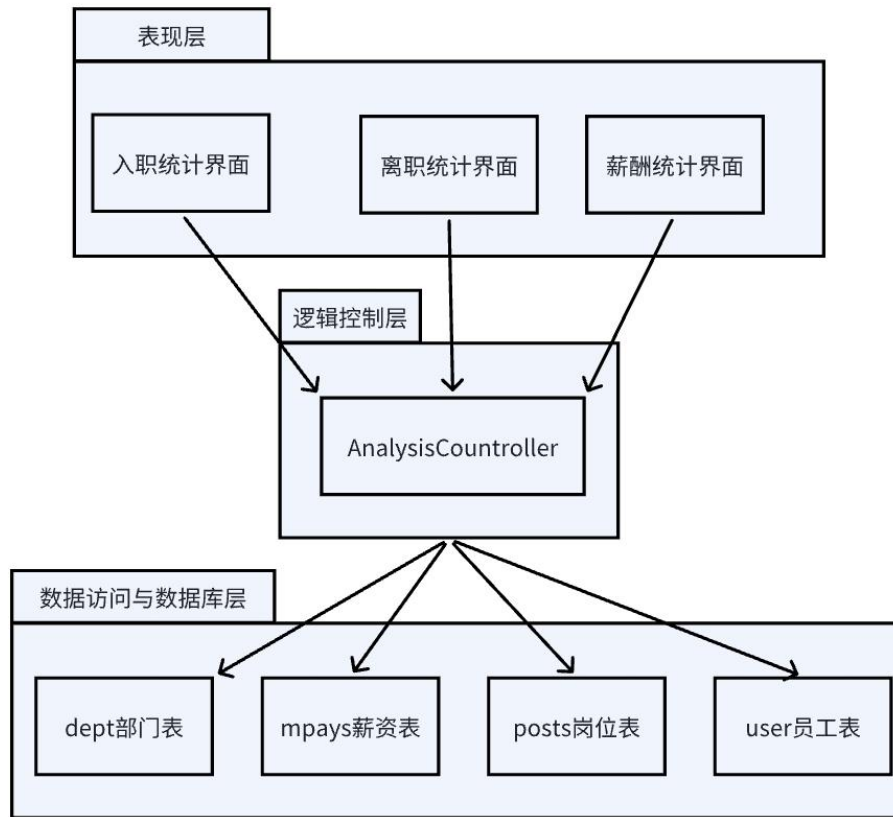 表现层
入职统计界面
离职统计界面
薪酬统计界面
逻辑控制层
AnalysisCountroller
数据访问与数据库层
dept部门表
mpays薪资表
posts岗位表
user员工表